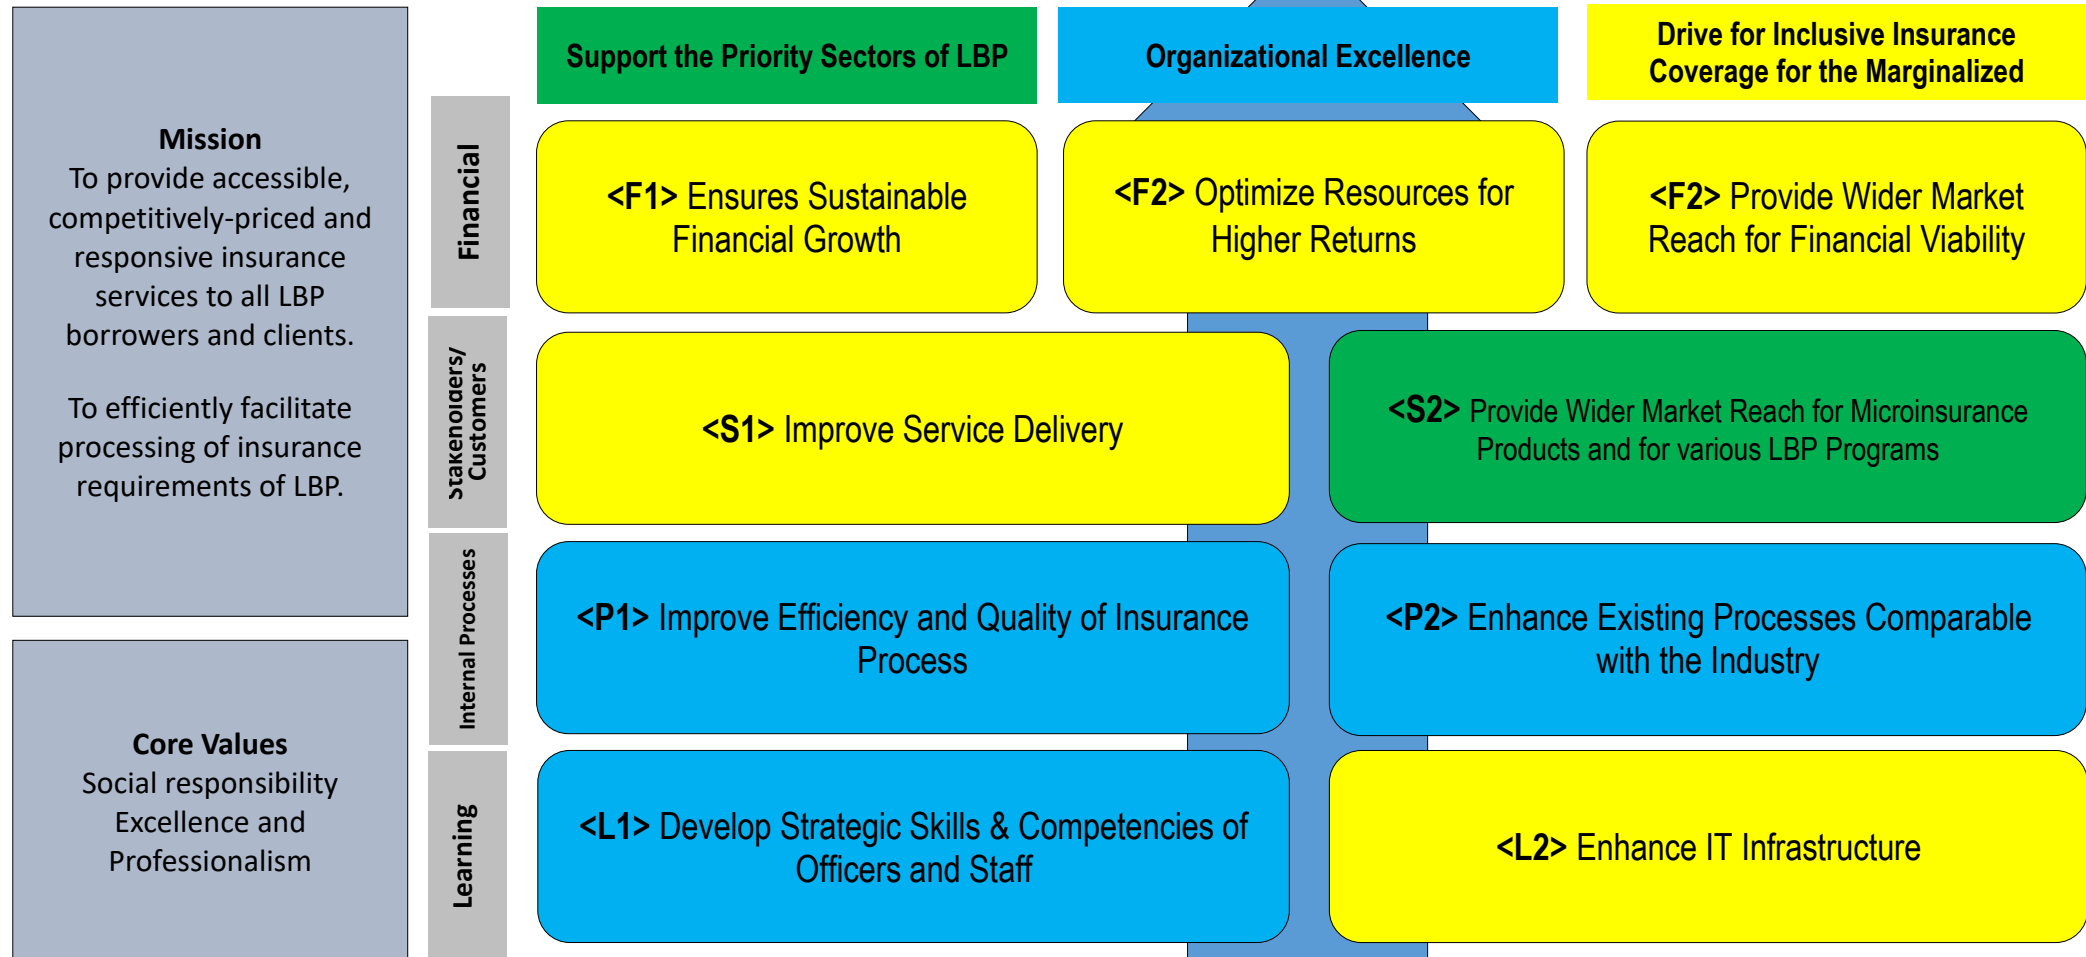 Support the Priority Sectors of LBP
Organizational Excellence
Drive for Inclusive Insurance
Coverage for the Marginalized
Mission
To provide accessible,
competitively-priced and
responsive insurance
services to all LBP
borrowers and clients.
To efficiently facilitate
processing of insurance
requirements of LBP.
Core Values
Social responsibility
Excellence and
Professionalism
Financial
<F1> Ensures Sustainable
Financial Growth
<F2> Optimize Resources for
Higher Returns
<F2> Provide Wider Market
Reach for Financial Viability
Stakeholders/
Customers
<S1> Improve Service Delivery
<S2> Provide Wider Market Reach for Microinsurance
Products and for various LBP Programs
Internal Processes
<P1> Improve Efficiency and Quality of Insurance
Process
<P2> Enhance Existing Processes Comparable
with the Industry
Learning
<L1> Develop Strategic Skills & Competencies of
Officers and Staff
<L2> Enhance IT Infrastructure